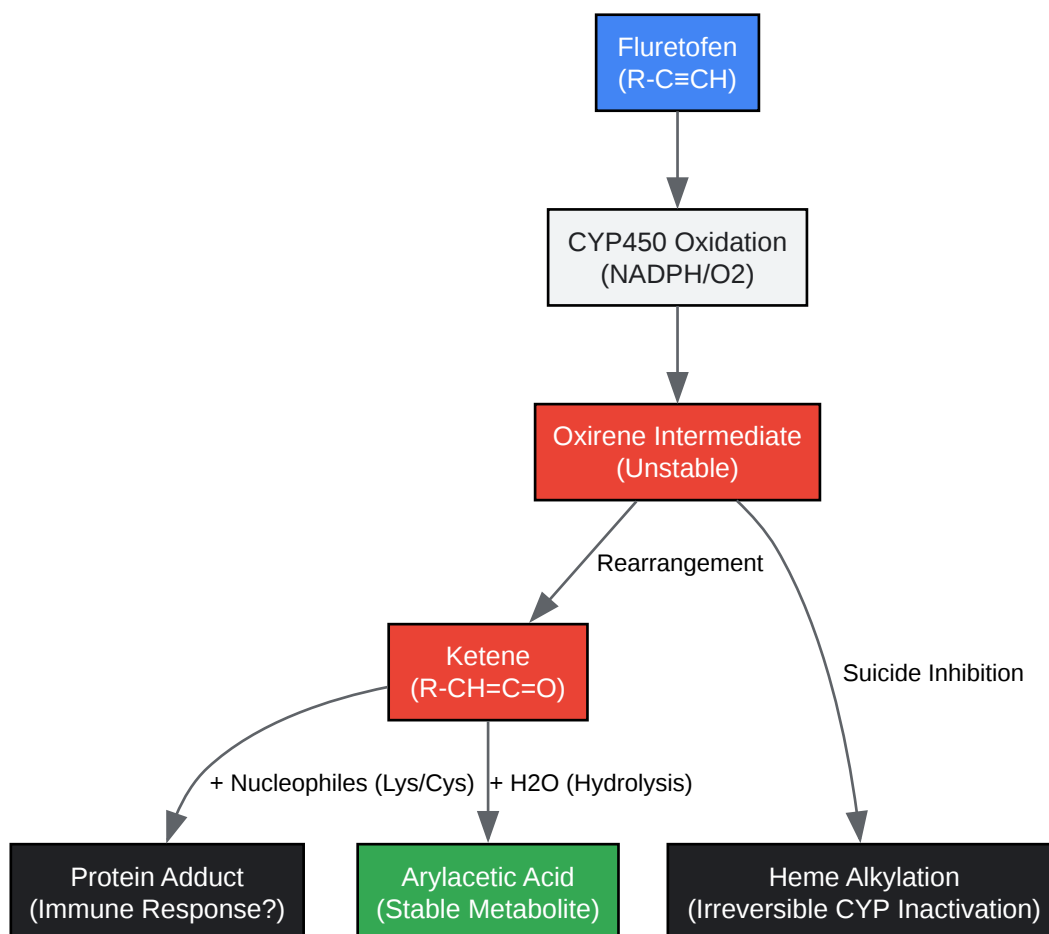 Fluretofen
(R-C≡CH)
CYP450 Oxidation
(NADPH/O2)
Oxirene Intermediate
(Unstable)
Rearrangement
Ketene
(R-CH=C=O)
Suicide Inhibition
+ Nucleophiles (Lys/Cys)
+ H2O (Hydrolysis)
Protein Adduct
(Immune Response?)
Arylacetic Acid
(Stable Metabolite)
Heme Alkylation
(Irreversible CYP Inactivation)